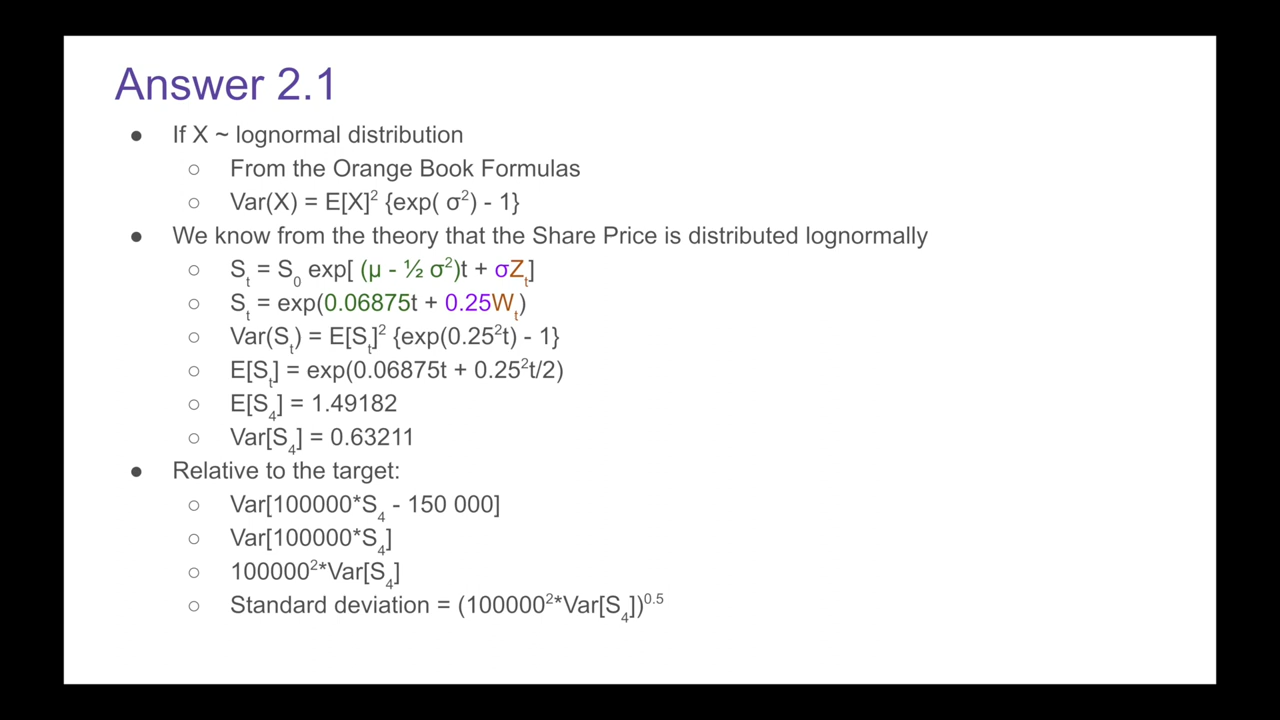 Answer 2.1
● If X ~ lognormal distribution
○ From the Orange Book Formulas
○ Var(X) = E[X]² {exp( σ²) - 1}
● We know from the theory that the Share Price is distributed lognormally
○ Sₜ = S₀ exp[ (μ - ½ σ²)t + σZₜ]
○ Sₜ = exp(0.06875t + 0.25Wₜ)
○ Var(Sₜ) = E[Sₜ]² {exp(0.25²t) - 1}
○ E[Sₜ] = exp(0.06875t + 0.25²t/2)
○ E[S₄] = 1.49182
○ Var[S₄] = 0.63211
● Relative to the target:
○ Var[100000*S₄ - 150 000]
○ Var[100000*S₄]
○ 100000²*Var[S₄]
○ Standard deviation = (100000²*Var[S₄])⁰·⁵